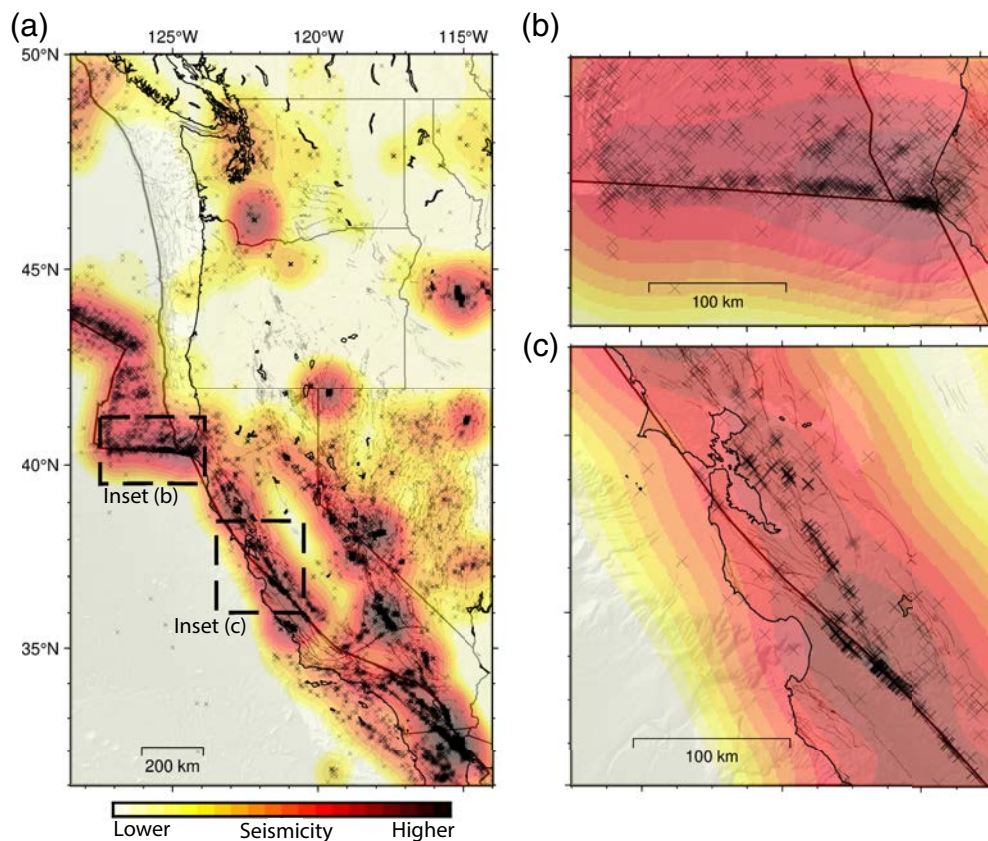 (a)
125°W 120°W 115°W
50°N
45°N
40°N
35°N
Inset (b)
Inset (c)
200 km
Lower Seismicity Higher
(b)
100 km
(c)
100 km